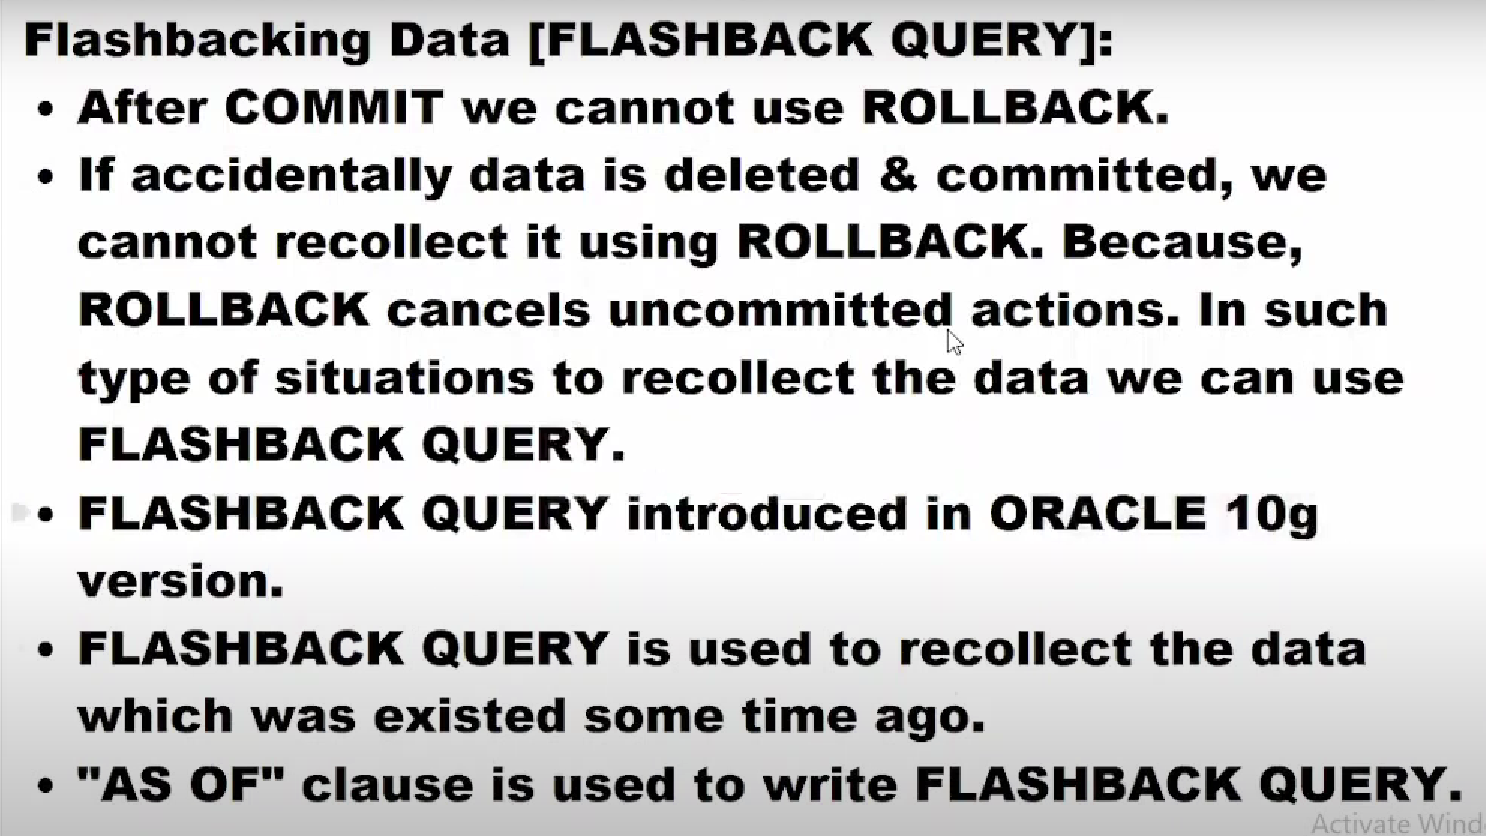 Flashbacking Data [FLASHBACK QUERY]:
• After COMMIT we cannot use ROLLBACK.
• If accidentally data is deleted & committed, we
cannot recollect it using ROLLBACK. Because,
ROLLBACK cancels uncommitted actions. In such
type of situations to recollect the data we can use
FLASHBACK QUERY.
• FLASHBACK QUERY introduced in ORACLE 10g
version.
• FLASHBACK QUERY is used to recollect the data
which was existed some time ago.
• "AS OF" clause is used to write FLASHBACK QUERY.
Activate Wind